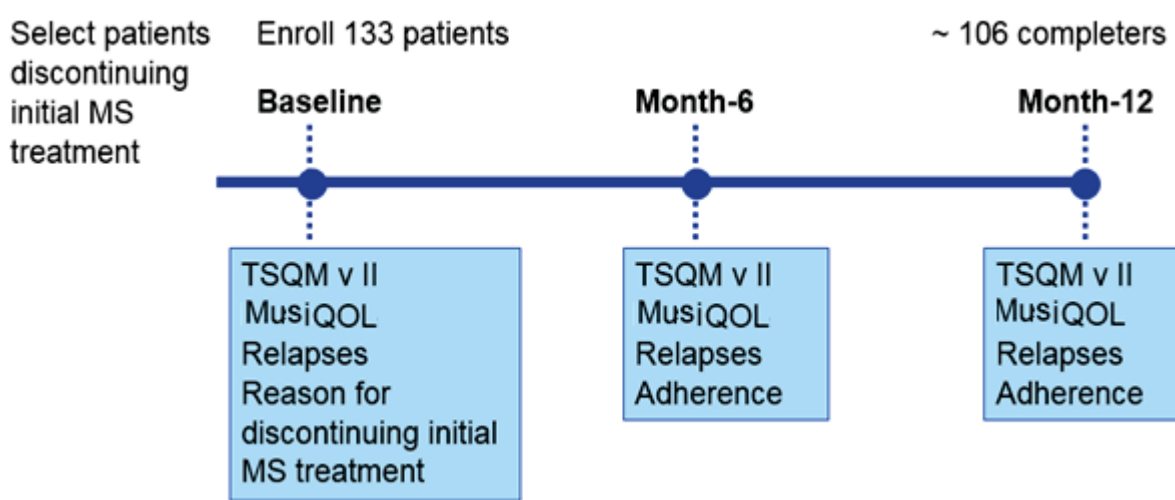 Select patients
discontinuing
initial MS
treatment
Enroll 133 patients
~ 106 completers
Baseline
Month-6
Month-12
TSQM v II
MusiQOL
Relapses
Reason for
discontinuing initial
MS treatment
TSQM v II
MusiQOL
Relapses
Adherence
TSQM v II
MusiQOL
Relapses
Adherence